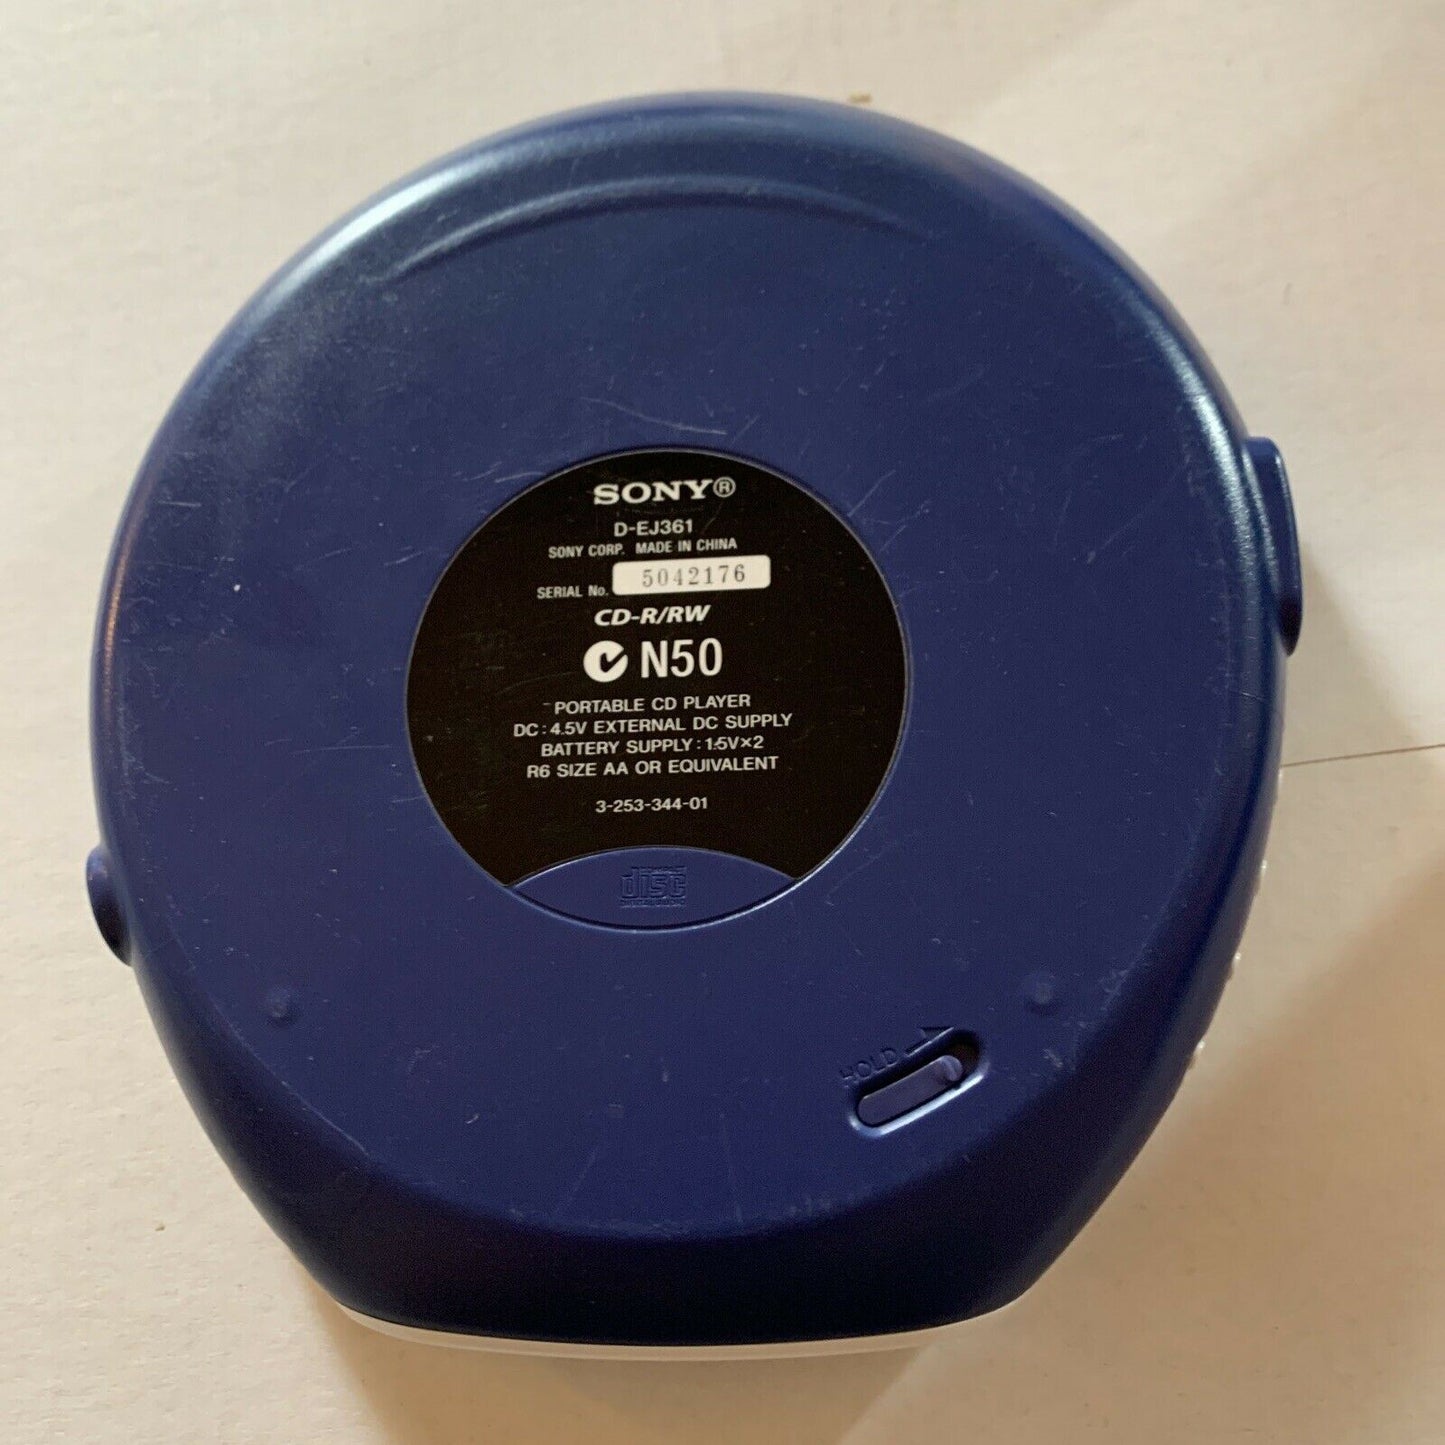 SONY®
D-EJ361
SONY CORP. MADE IN CHINA
SERIAL No. 5042176
CD-R/RW
N50
PORTABLE CD PLAYER
DC : 4.5V EXTERNAL DC SUPPLY
BATTERY SUPPLY : 1.5V×2
R6 SIZE AA OR EQUIVALENT
3-253-344-01
disc
HOLD